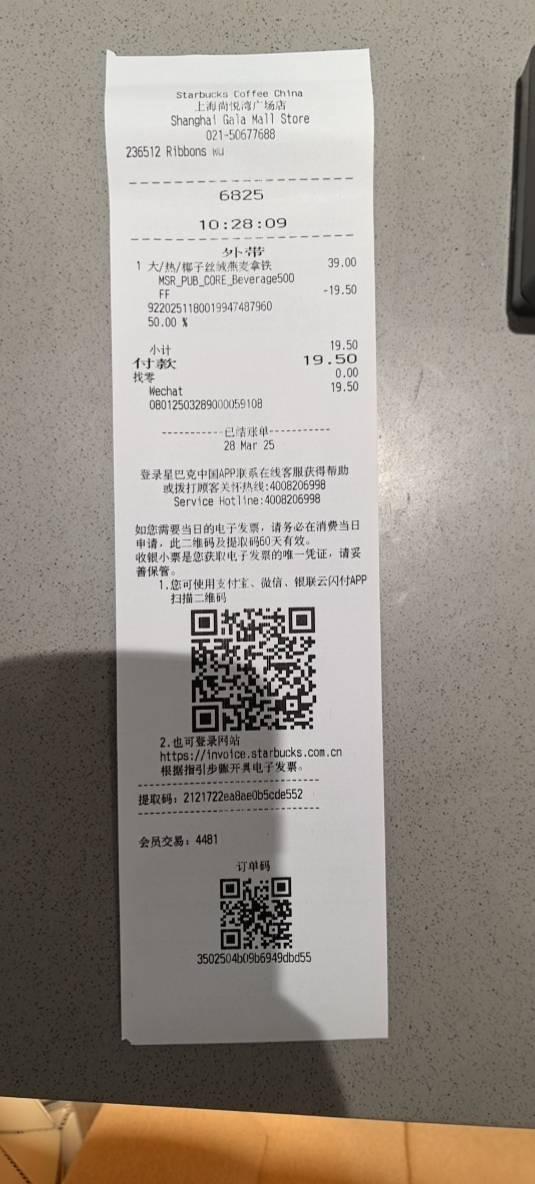 Starbucks Coffee China
上海尚悦湾广场店
Shanghai Gala Mall Store
021-50677688
236512 Ribbons wu
6825
10:28:09
外带
1 大/热/椰子丝绒燕麦拿铁 39.00
MSR_PUB_CORE_Beverage500
FF -19.50
9220251180019947487960
50.00 %
小计 19.50
付款 19.50
找零 0.00
Wechat 19.50
08012503289000059108
-----------已结账单-----------
28 Mar 25
登录星巴克中国APP联系在线客服获得帮助
或拨打顾客关怀热线:4008206998
Service Hotline:4008206998
如您需要当日的电子发票, 请务必在消费当日
申请, 此二维码及提取码60天有效。
收银小票是您获取电子发票的唯一凭证, 请妥
善保管。
1.您可使用支付宝、微信、银联云闪付APP
扫描二维码
2.也可登录网站
https://invoice.starbucks.com.cn
根据指引步骤开具电子发票。
提取码: 2121722ea8ae0b5cde552
会员交易: 4481
订单码
3502504b09b6949dbd55